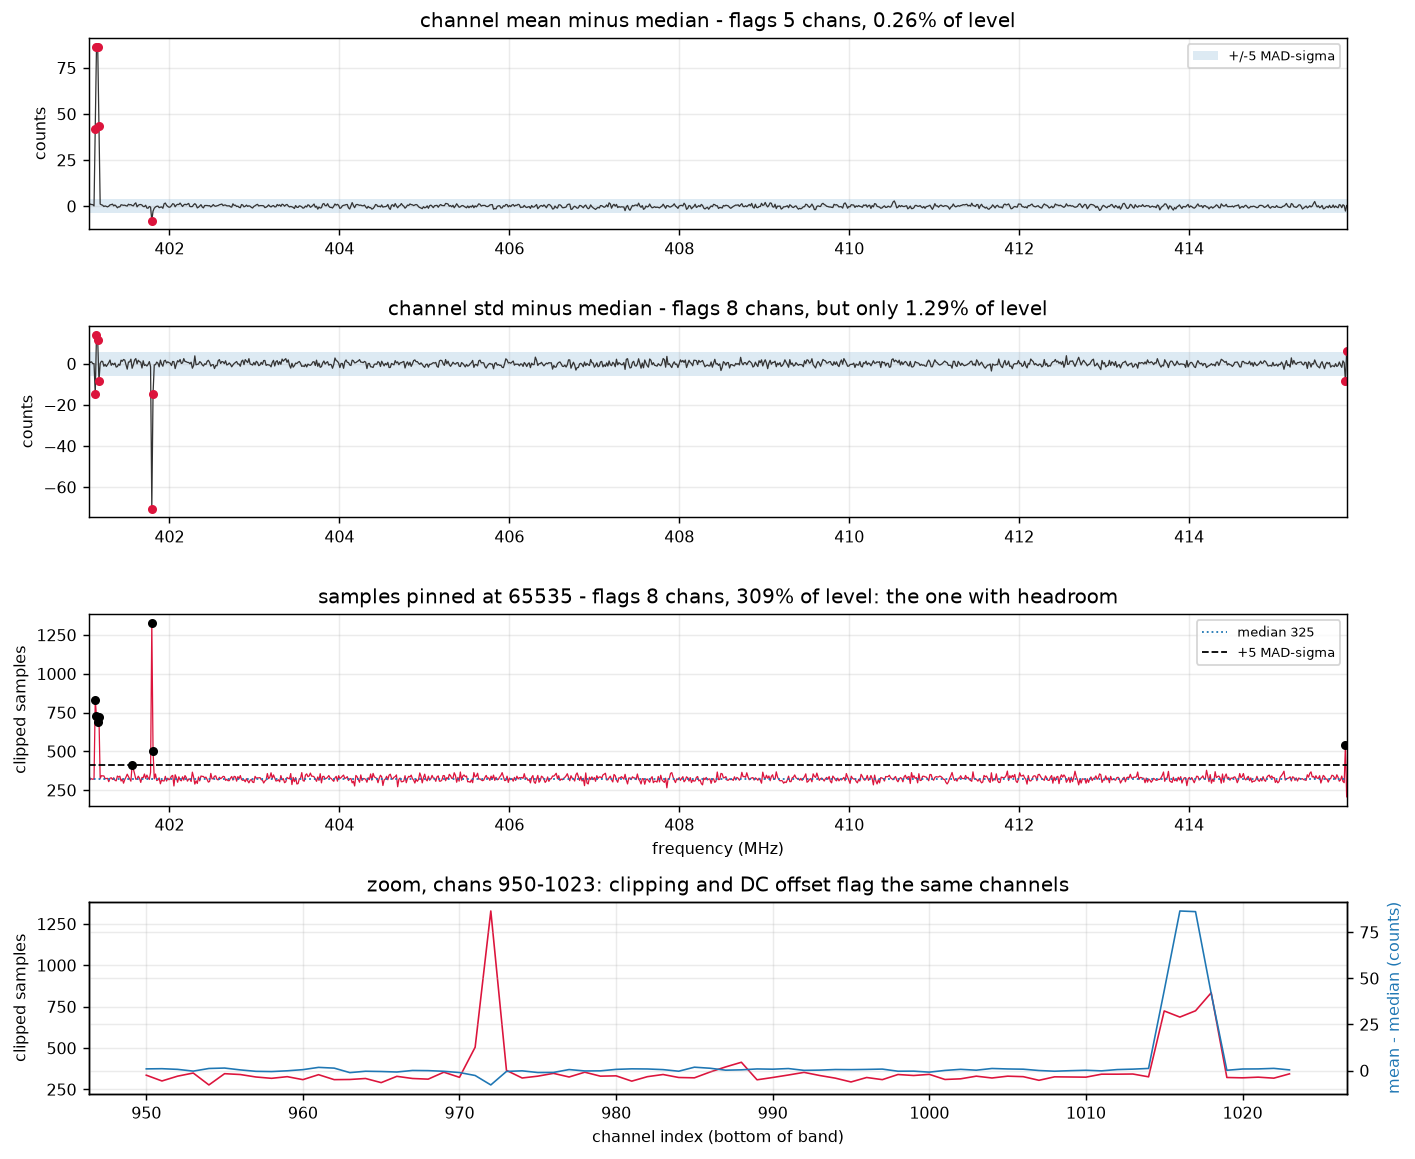 channel mean minus median - flags 5 chans, 0.26% of level
+/-5 MAD-sigma
counts
75
50
25
0
402 404 406 408 410 412 414
channel std minus median - flags 8 chans, but only 1.29% of level
counts
0
−20
−40
−60
402 404 406 408 410 412 414
samples pinned at 65535 - flags 8 chans, 309% of level: the one with headroom
median 325
+5 MAD-sigma
clipped samples
1250
1000
750
500
250
402 404 406 408 410 412 414
frequency (MHz)
zoom, chans 950-1023: clipping and DC offset flag the same channels
clipped samples
1250
1000
750
500
250
75
50
25
0
mean - median (counts)
950 960 970 980 990 1000 1010 1020
channel index (bottom of band)